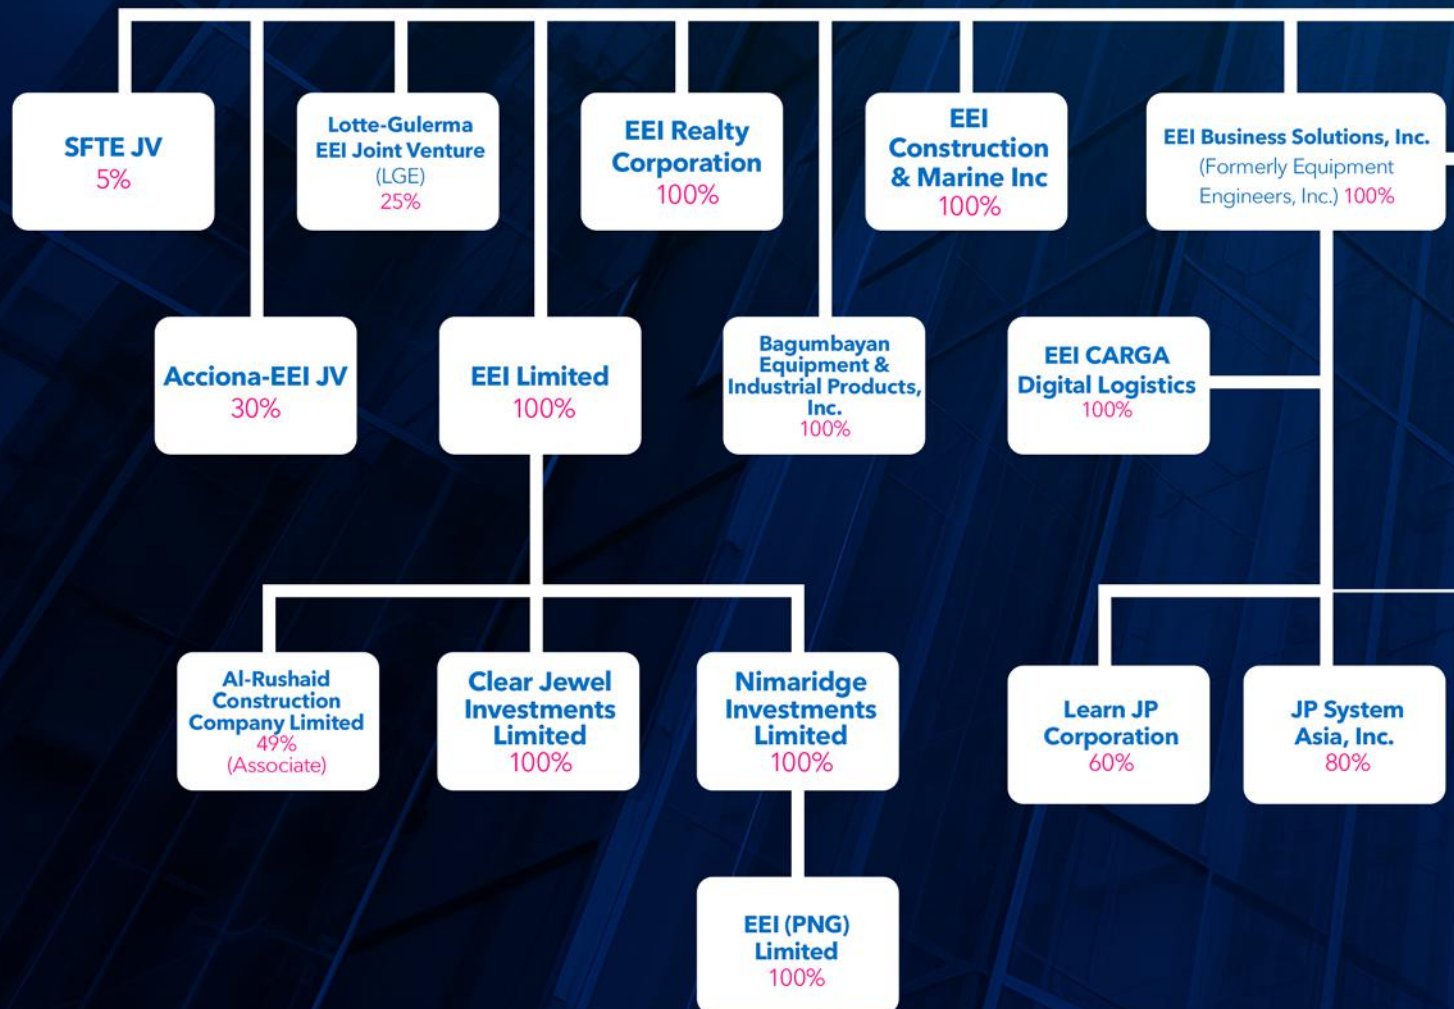 SFTE JV
5%
Lotte-Gulerma
EEI Joint Venture
(LGE)
25%
EEI Realty
Corporation
100%
EEI
Construction
& Marine Inc
100%
EEI Business Solutions, Inc.
(Formerly Equipment
Engineers, Inc.) 100%
Acciona-EEI JV
30%
EEI Limited
100%
Bagumbayan
Equipment &
Industrial Products,
Inc.
100%
EEI CARGA
Digital Logistics
100%
Al-Rushaid
Construction
Company Limited
49%
(Associate)
Clear Jewel
Investments
Limited
100%
Nimaridge
Investments
Limited
100%
Learn JP
Corporation
60%
JP System
Asia, Inc.
80%
EEI (PNG)
Limited
100%